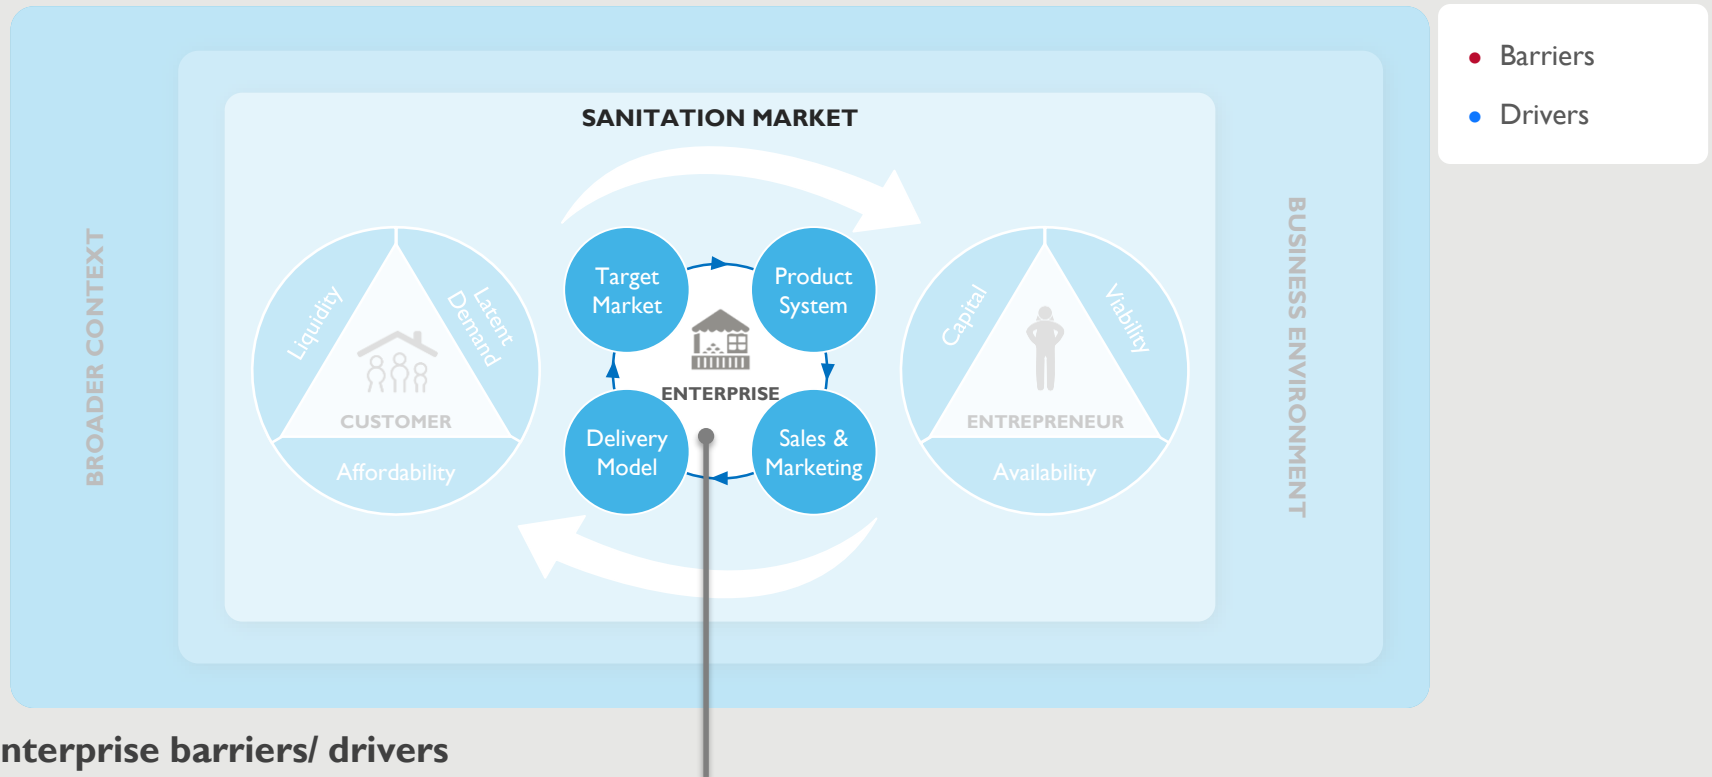 SANITATION MARKET
BROADER CONTEXT
BUSINESS ENVIRONMENT
Liquidity
Latent
Demand
CUSTOMER
Affordability
Target
Market
Product
System
ENTERPRISE
Delivery
Model
Sales &
Marketing
Capital
Viability
ENTREPRENEUR
Availability
Barriers
Drivers
nterprise barriers/ drivers